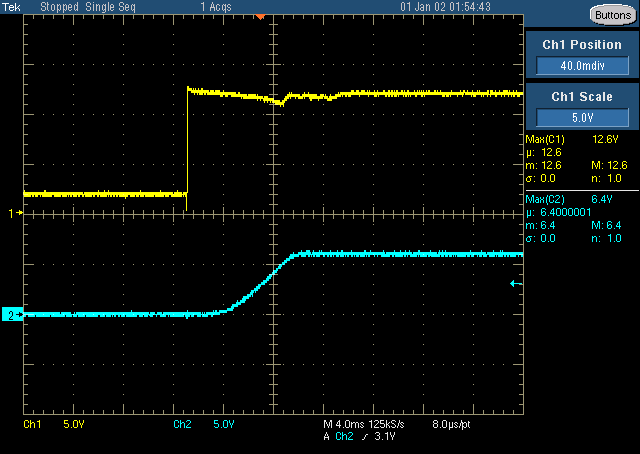 Tek Stopped Single Seq 1 Acqs 01 Jan 02 01:54:43
Buttons
Ch1 Position
40.0mdiv
Ch1 Scale
5.0V
Max(C1) 12.6V
µ: 12.6
m: 12.6 M: 12.6
σ: 0.0 n: 1.0
Max(C2) 6.4V
µ: 6.4000001
m: 6.4 M: 6.4
σ: 0.0 n: 1.0
1
2
Ch1 5.0V Ch2 5.0V M 4.0ms 125kS/s 8.0µs/pt
A Ch2 3.1V